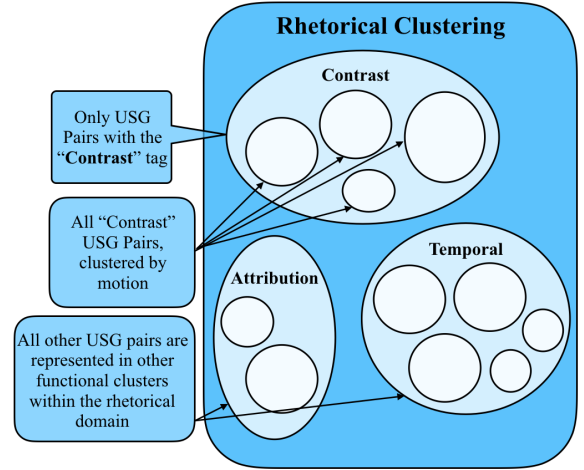 Rhetorical Clustering
Contrast
Only USG
Pairs with the
“Contrast” tag
All “Contrast”
USG Pairs,
clustered by
motion
Attribution
Temporal
All other USG pairs are
represented in other
functional clusters
within the rhetorical
domain